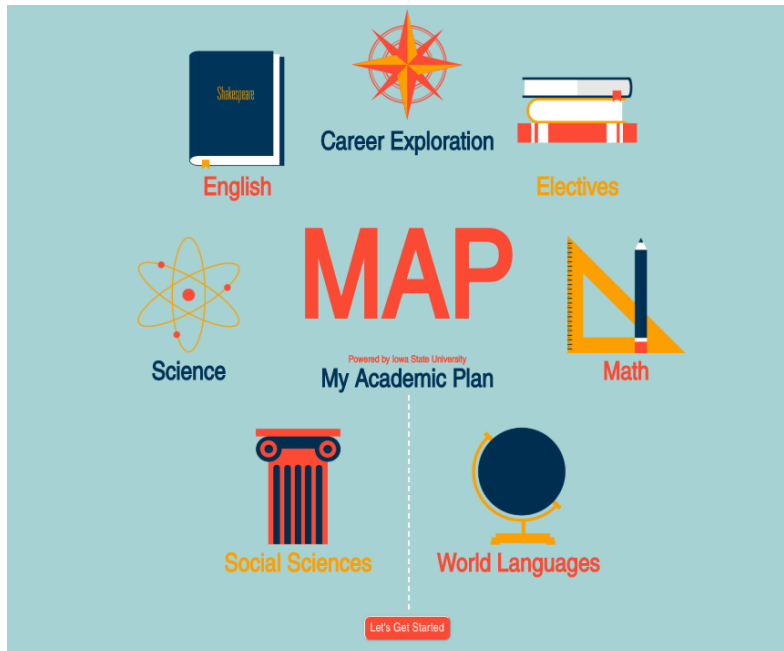 Shakespeare
Career Exploration
English
Electives
MAP
Powered by Iowa State University
My Academic Plan
Science
Math
Social Sciences
World Languages
Let's Get Started